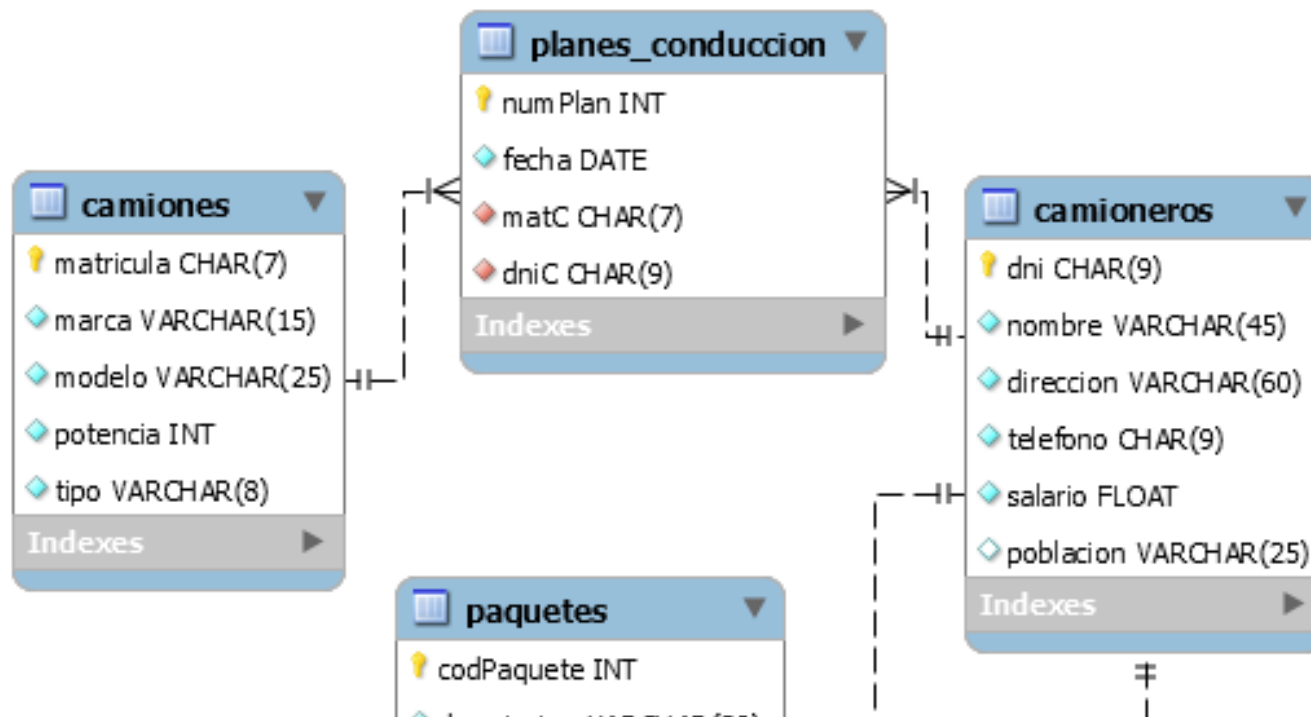 planes_conduccion
numPlan INT
fecha DATE
matC CHAR(7)
dniC CHAR(9)
Indexes
camiones
matricula CHAR(7)
marca VARCHAR(15)
modelo VARCHAR(25)
potencia INT
tipo VARCHAR(8)
Indexes
camioneros
dni CHAR(9)
nombre VARCHAR(45)
direccion VARCHAR(60)
telefono CHAR(9)
salario FLOAT
poblacion VARCHAR(25)
Indexes
paquetes
codPaquete INT